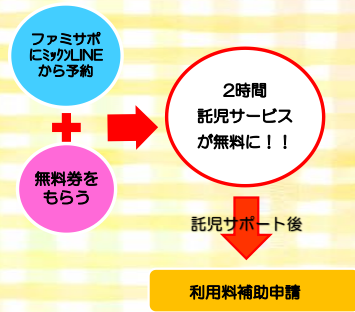 ファミサポ
にﾐｯｸﾝLINE
から予約
無料券を
もらう
2時間
託児サービス
が無料に！！
託児サポート後
利用料補助申請